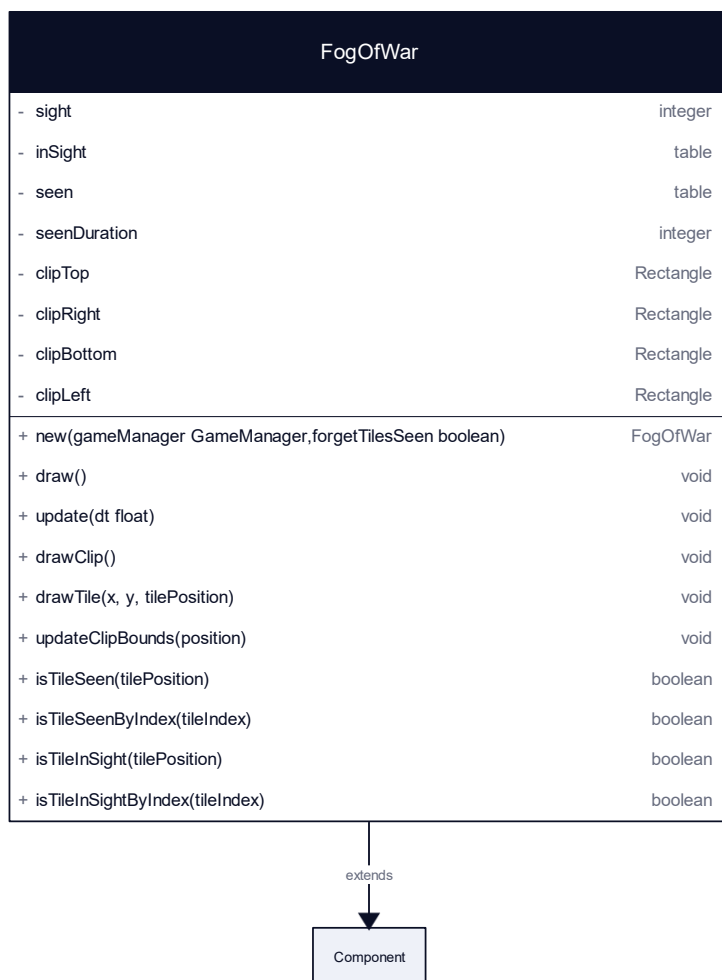 FogOfWar
- sight integer
- inSight table
- seen table
- seenDuration integer
- clipTop Rectangle
- clipRight Rectangle
- clipBottom Rectangle
- clipLeft Rectangle
+ new(gameManager GameManager,forgetTilesSeen boolean) FogOfWar
+ draw() void
+ update(dt float) void
+ drawClip() void
+ drawTile(x, y, tilePosition) void
+ updateClipBounds(position) void
+ isTileSeen(tilePosition) boolean
+ isTileSeenByIndex(tileIndex) boolean
+ isTileInSight(tilePosition) boolean
+ isTileInSightByIndex(tileIndex) boolean
extends
Component